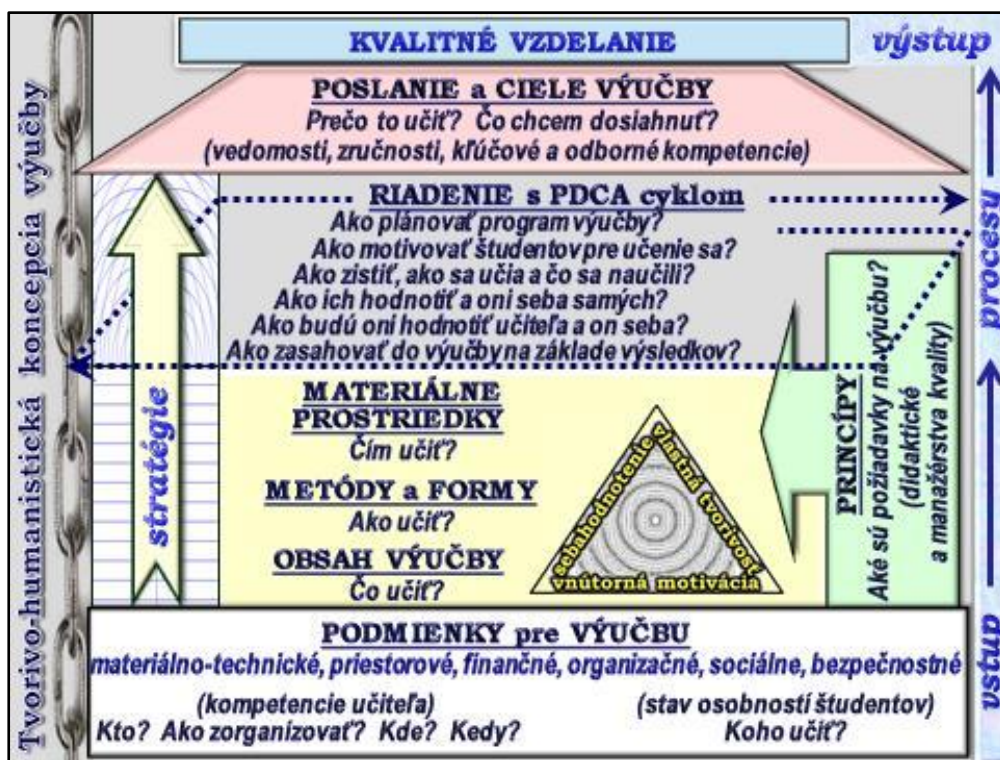 KVALITNÉ VZDELANIE
výstup
POSLANIE a CIELE VÝUČBY
Prečo to učiť? Čo chcem dosiahnuť?
(vedomosti, zručnosti, kľúčové a odborné kompetencie)
RIADENIE s PDCA cyklom
Ako plánovať program výučby?
Ako motivovať študentov pre učenie sa?
Ako zistiť, ako sa učia a čo sa naučili?
Ako ich hodnotiť a oni seba samých?
Ako budú oni hodnotiť učiteľa a on seba?
Ako zasahovať do výučby na základe výsledkov?
procesy
Tvorivo-humanistická koncepcia výučby
stratégie
MATERIÁLNE
PROSTRIEDKY
Čím učiť?
METÓDY a FORMY
Ako učiť?
OBSAH VÝUČBY
Čo učiť?
sebahodnotenie
vlastná tvorivosť
vnútorná motivácia
PRINCÍPY
Aké sú požiadavky na výučbu?
(didaktické
a manažérstva kvality)
PODMIENKY pre VÝUČBU
materiálno-technické, priestorové, finančné, organizačné, sociálne, bezpečnostné
(kompetencie učiteľa)
(stav osobností študentov)
Kto? Ako zorganizovať? Kde? Kedy?
Koho učiť?
vstup